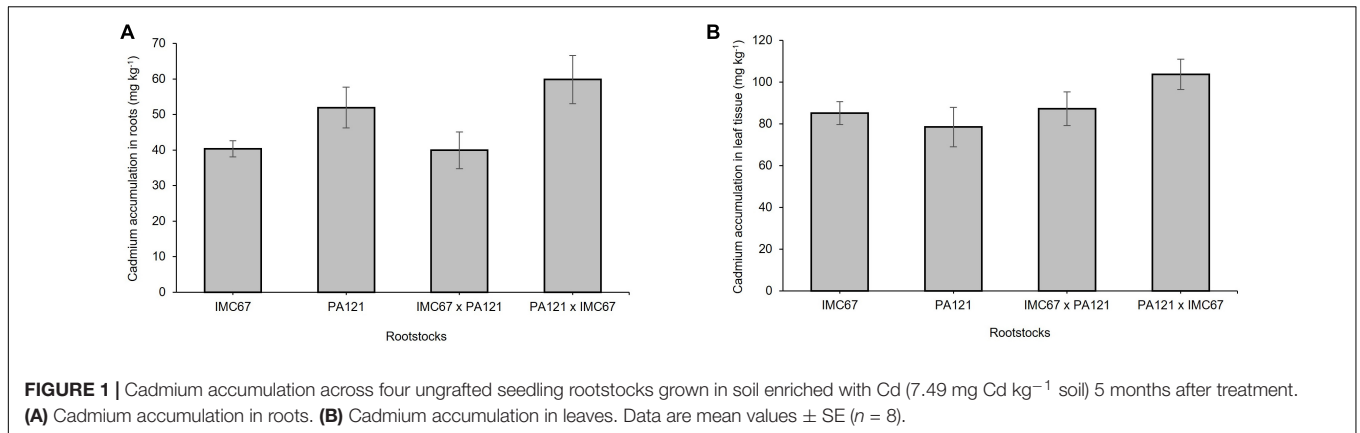 A
Cadmium accumulation in roots (mg kg⁻¹)
70
60
50
40
30
20
10
0
IMC67 PA121 IMC67 x PA121 PA121 x IMC67
Rootstocks
B
Cadmium accumulation in leaf tissue (mg kg⁻¹)
120
100
80
60
40
20
0
IMC67 PA121 IMC67 x PA121 PA121 x IMC67
Rootstocks
FIGURE 1 | Cadmium accumulation across four ungrafted seedling rootstocks grown in soil enriched with Cd (7.49 mg Cd kg⁻¹ soil) 5 months after treatment.
(A) Cadmium accumulation in roots. (B) Cadmium accumulation in leaves. Data are mean values ± SE (n = 8).